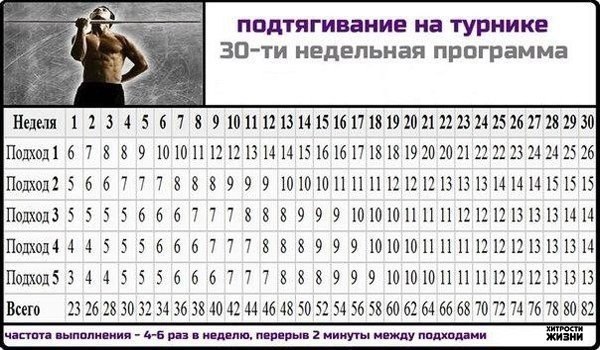 подтягивание на турнике
30-ти недельная программа
Неделя 1 2 3 4 5 6 7 8 9 10 11 12 13 14 15 16 17 18 19 20 21 22 23 24 25 26 27 28 29 30
Подход 1 6 7 8 8 9 10 10 11 12 12 13 14 14 15 16 16 17 18 18 19 20 20 21 22 22 23 24 24 25 26
Подход 2 5 6 6 7 7 7 8 8 8 9 9 9 10 10 10 11 11 11 12 12 12 13 13 13 14 14 14 15 15 15
Подход 3 5 5 5 5 6 6 6 7 7 7 8 8 8 9 9 9 10 10 10 11 11 11 12 12 12 13 13 13 14 14
Подход 4 4 4 5 5 5 6 6 6 7 7 7 8 8 8 9 9 9 10 10 10 11 11 11 12 12 12 13 13 13 14
Подход 5 3 4 4 5 5 5 6 6 6 7 7 7 8 8 8 9 9 9 10 10 10 11 11 11 12 12 12 13 13 13
Всего 23 26 28 30 32 34 36 38 40 42 44 46 48 50 52 54 56 58 60 62 64 66 68 70 72 74 76 78 80 82
частота выполнения - 4-6 раз в неделю, перерыв 2 минуты между подходами
ХИТРОСТИ
ЖИЗНИ